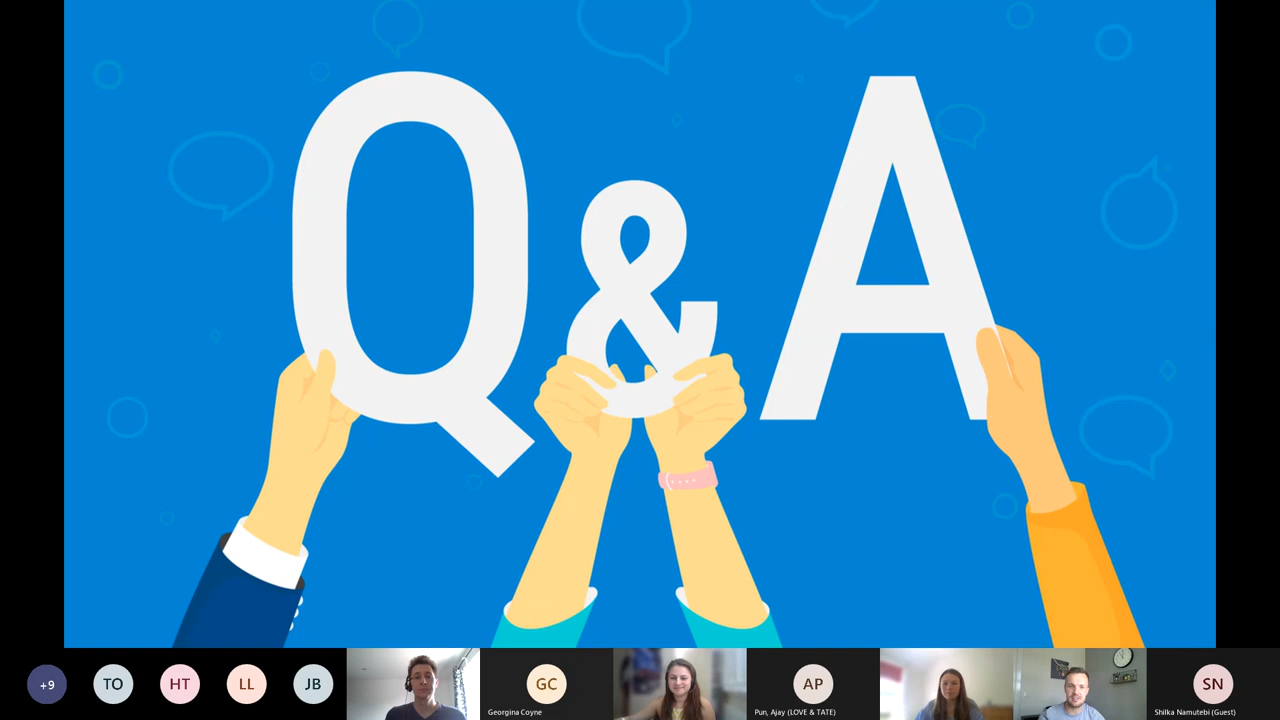 Q & A
+9
TO
HT
LL
JB
GC
Georgina Coyne
AP
Pun, Ajay (LOVE & TATE)
SN
Shilka Namutebi (Guest)